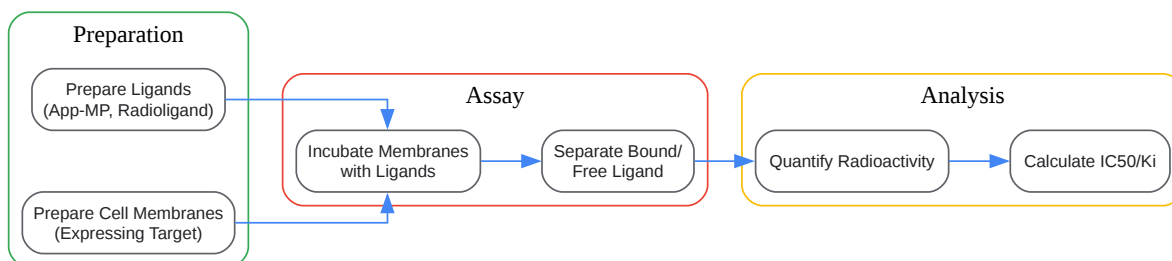 Preparation
Prepare Ligands
(App-MP, Radioligand)
Prepare Cell Membranes
(Expressing Target)
Assay
Incubate Membranes
with Ligands
Separate Bound/
Free Ligand
Analysis
Quantify Radioactivity
Calculate IC50/Ki